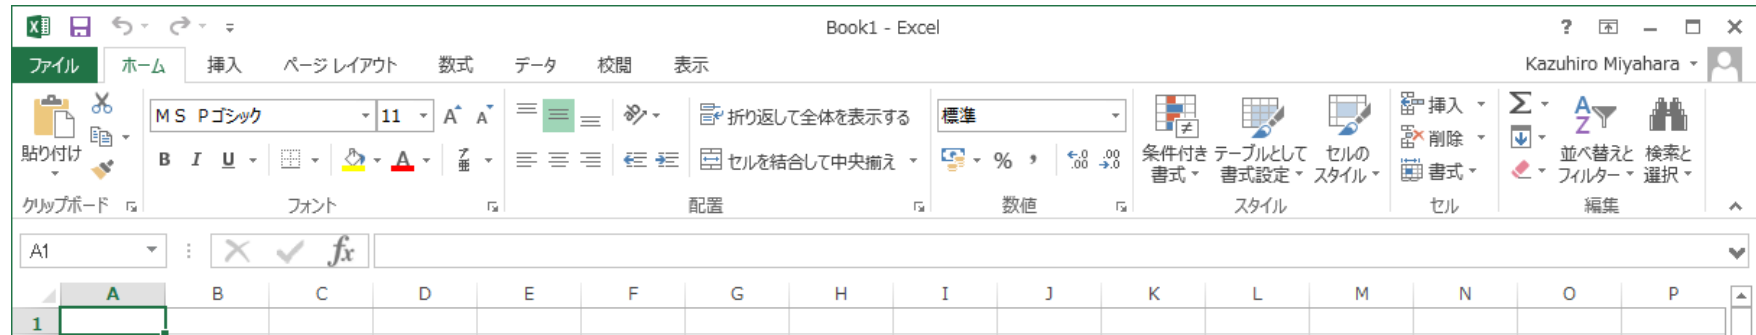 Book1 - Excel
ファイル ホーム 挿入 ページ レイアウト 数式 データ 校閲 表示 Kazuhiro Miyahara
貼り付け
クリップボード
ＭＳ Ｐゴシック 11
B I U
フォント
折り返して全体を表示する
セルを結合して中央揃え
配置
標準
% ,
数値
条件付き書式
テーブルとして書式設定
セルのスタイル
スタイル
挿入
削除
書式
セル
Σ
並べ替えとフィルター
検索と選択
編集
A1 fx
A B C D E F G H I J K L M N O P
1